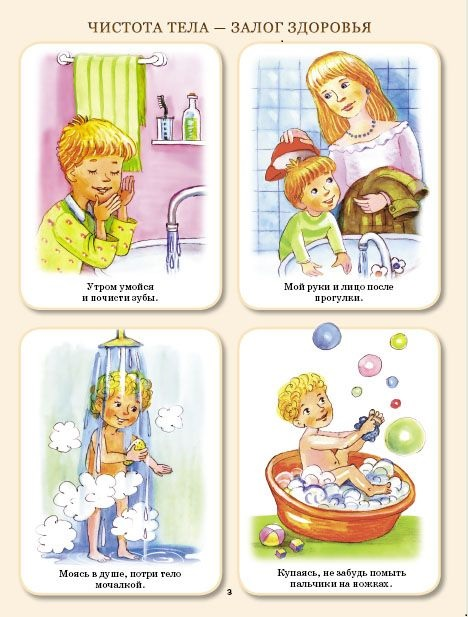 ЧИСТОТА ТЕЛА — ЗАЛОГ ЗДОРОВЬЯ
Утром умойся
и почисти зубы.
Мой руки и лицо после
прогулки.
Моясь в душе, потри тело
мочалкой.
Купаясь, не забудь помыть
пальчики на ножках.
3